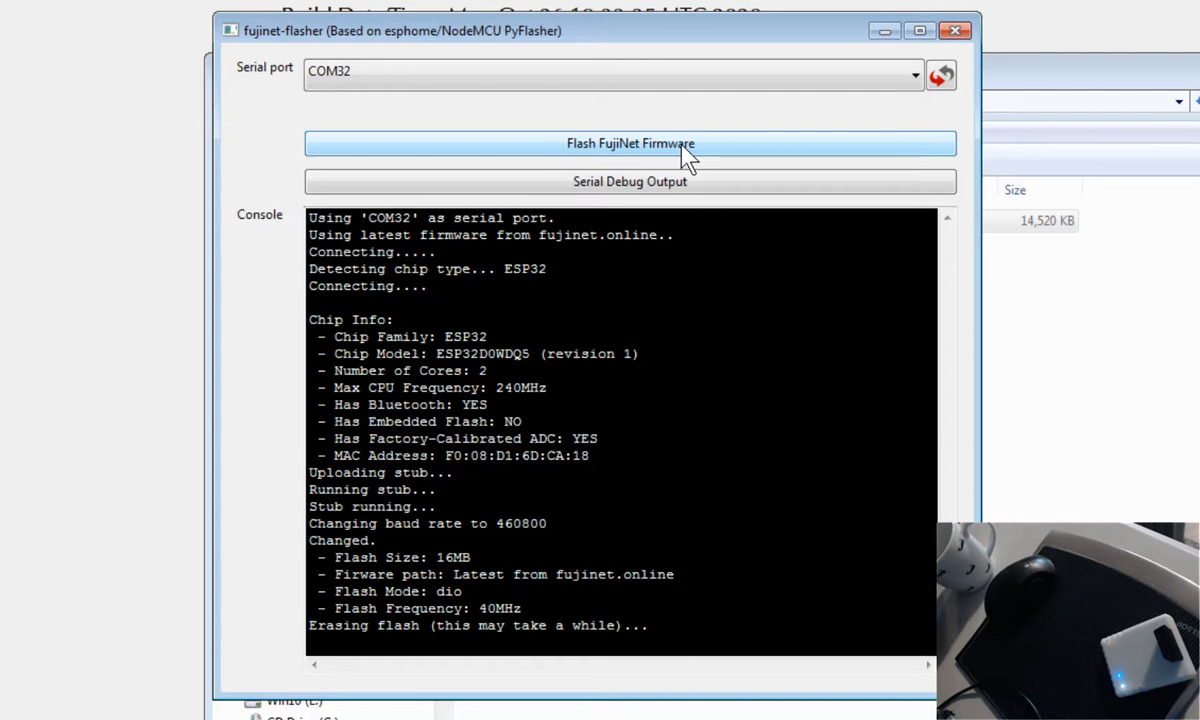 fujinet-flasher (Based on esphome/NodeMCU PyFlasher)
Serial port
COM32
Flash FujiNet Firmware
Serial Debug Output
Size
Console
14,520 KB
Using 'COM32' as serial port.
Using latest firmware from fujinet.online..
Connecting.....
Detecting chip type... ESP32
Connecting....
Chip Info:
- Chip Family: ESP32
- Chip Model: ESP32D0WDQ5 (revision 1)
- Number of Cores: 2
- Max CPU Frequency: 240MHz
- Has Bluetooth: YES
- Has Embedded Flash: NO
- Has Factory-Calibrated ADC: YES
- MAC Address: F0:08:D1:6D:CA:18
Uploading stub...
Running stub...
Stub running...
Changing baud rate to 460800
Changed.
- Flash Size: 16MB
- Firware path: Latest from fujinet.online
- Flash Mode: dio
- Flash Frequency: 40MHz
Erasing flash (this may take a while)...